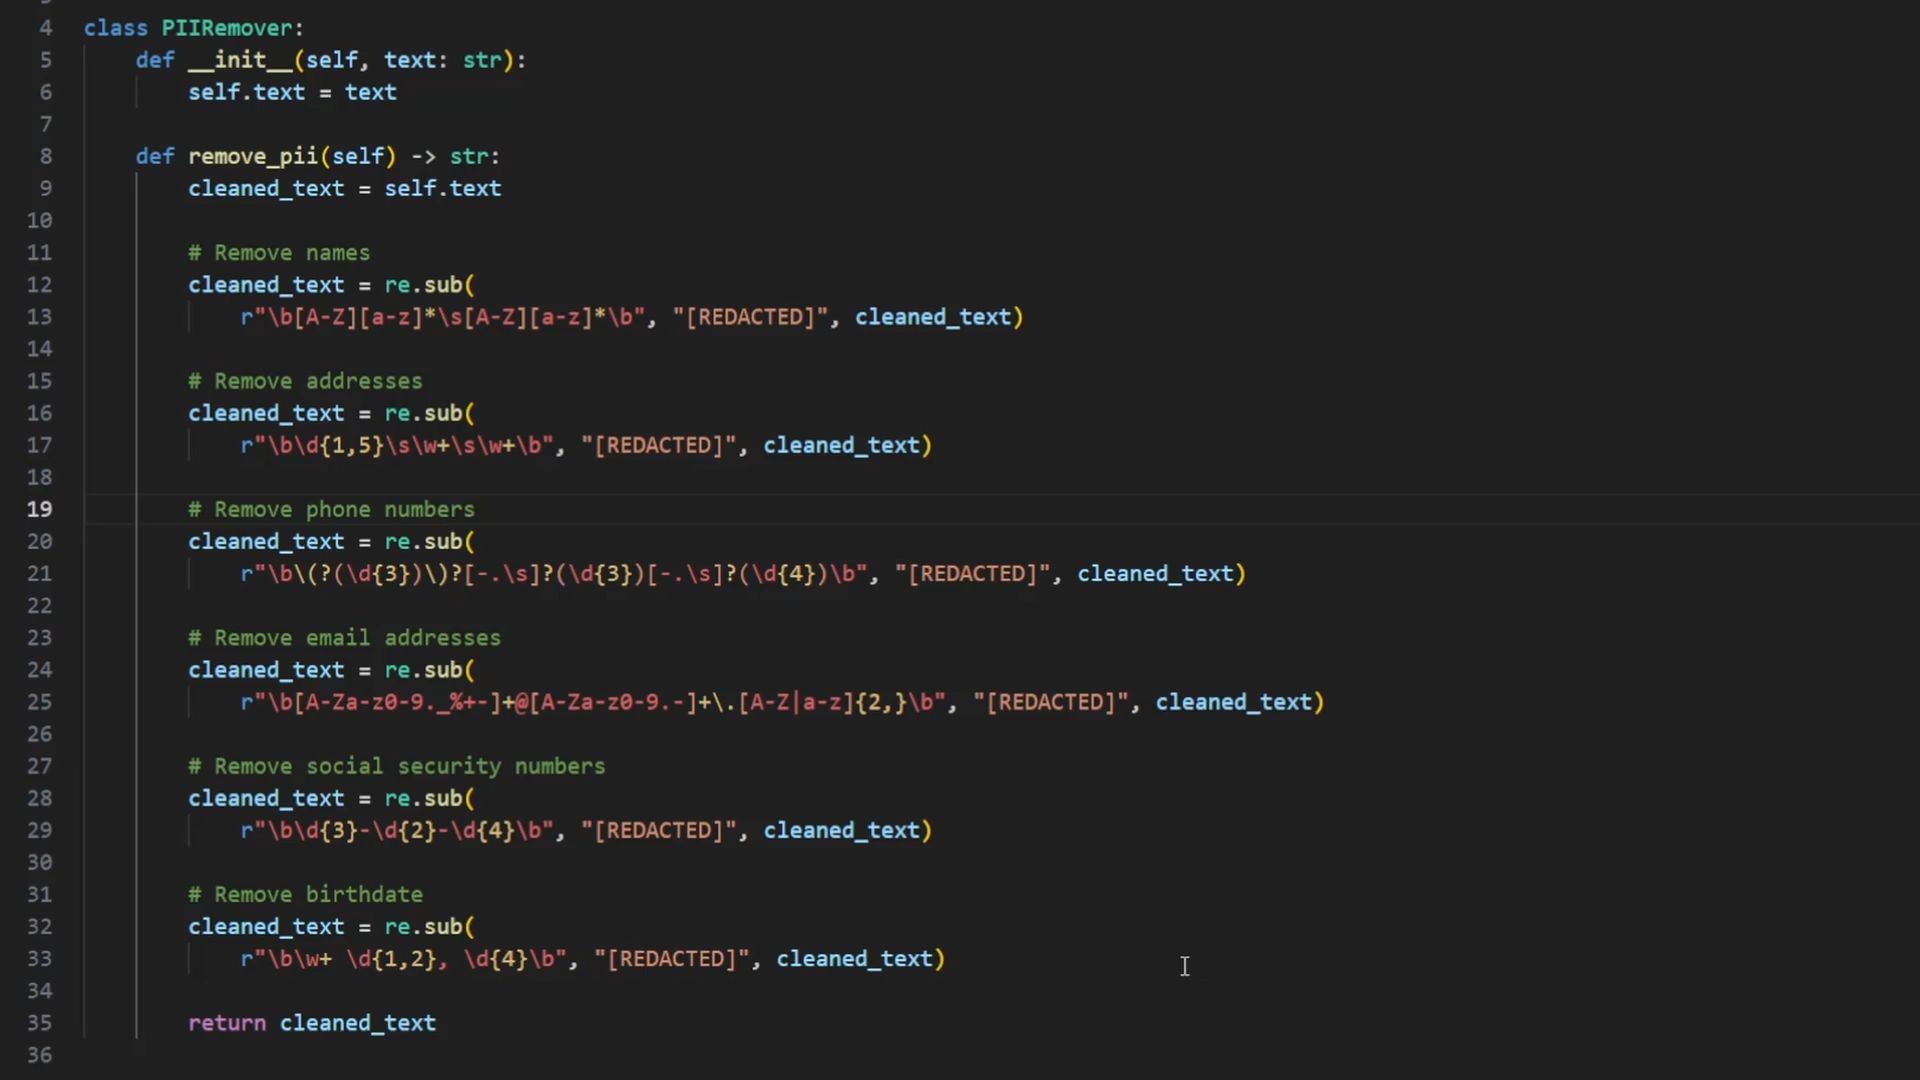 4 class PIIRemover:
5     def __init__(self, text: str):
6         self.text = text
7
8     def remove_pii(self) -> str:
9         cleaned_text = self.text
10
11         # Remove names
12         cleaned_text = re.sub(
13             r"\b[A-Z][a-z]*\s[A-Z][a-z]*\b", "[REDACTED]", cleaned_text)
14
15         # Remove addresses
16         cleaned_text = re.sub(
17             r"\b\d{1,5}\s\w+\s\w+\b", "[REDACTED]", cleaned_text)
18
19         # Remove phone numbers
20         cleaned_text = re.sub(
21             r"\b\(?(\d{3})\)?[-.\s]?(\d{3})[-.\s]?(\d{4})\b", "[REDACTED]", cleaned_text)
22
23         # Remove email addresses
24         cleaned_text = re.sub(
25             r"\b[A-Za-z0-9._%+-]+@[A-Za-z0-9.-]+\.[A-Z|a-z]{2,}\b", "[REDACTED]", cleaned_text)
26
27         # Remove social security numbers
28         cleaned_text = re.sub(
29             r"\b\d{3}-\d{2}-\d{4}\b", "[REDACTED]", cleaned_text)
30
31         # Remove birthdate
32         cleaned_text = re.sub(
33             r"\b\w+ \d{1,2}, \d{4}\b", "[REDACTED]", cleaned_text)
34
35         return cleaned_text
36